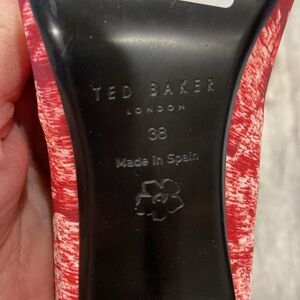 TED BAKER
LONDON
38
Made in Spain